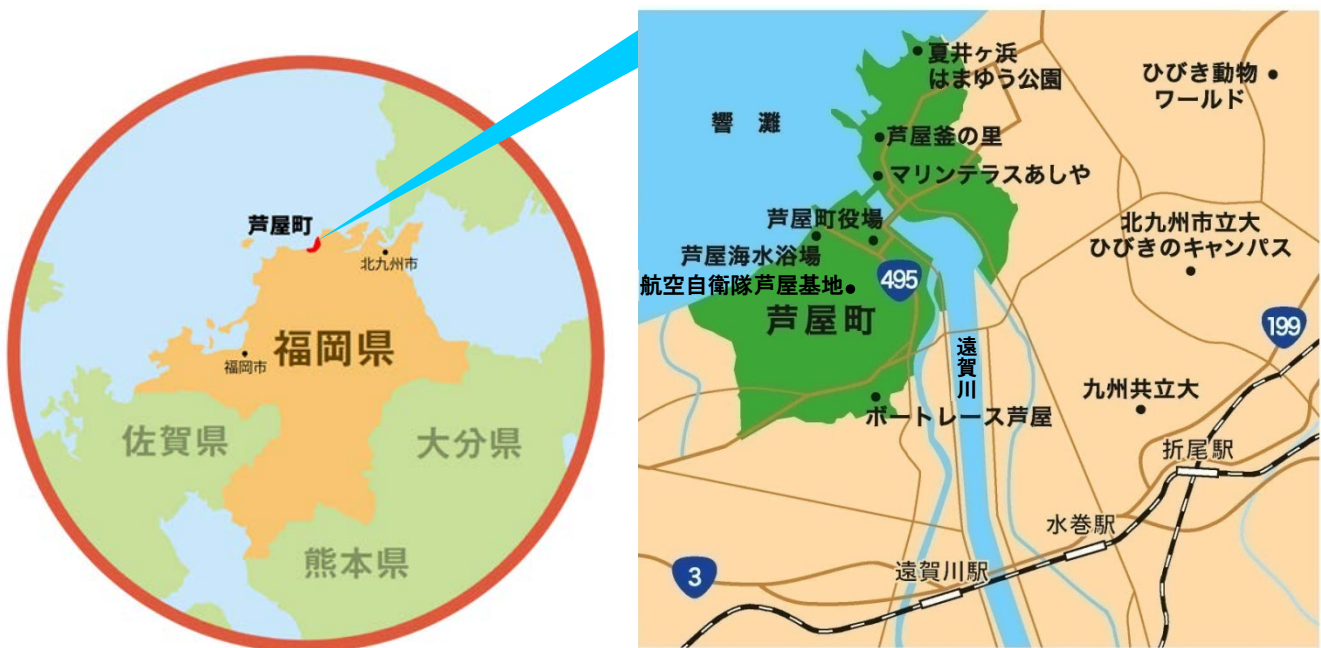 芦屋町
北九州市
福岡県
福岡市
佐賀県
大分県
熊本県
夏井ヶ浜
はまゆう公園
ひびき動物
ワールド
響灘
芦屋釜の里
マリンテラスあしや
芦屋町役場
北九州市立大
ひびきのキャンパス
芦屋海水浴場
495
航空自衛隊芦屋基地
芦屋町
199
遠賀川
九州共立大
ボートレース芦屋
折尾駅
水巻駅
遠賀川駅
3